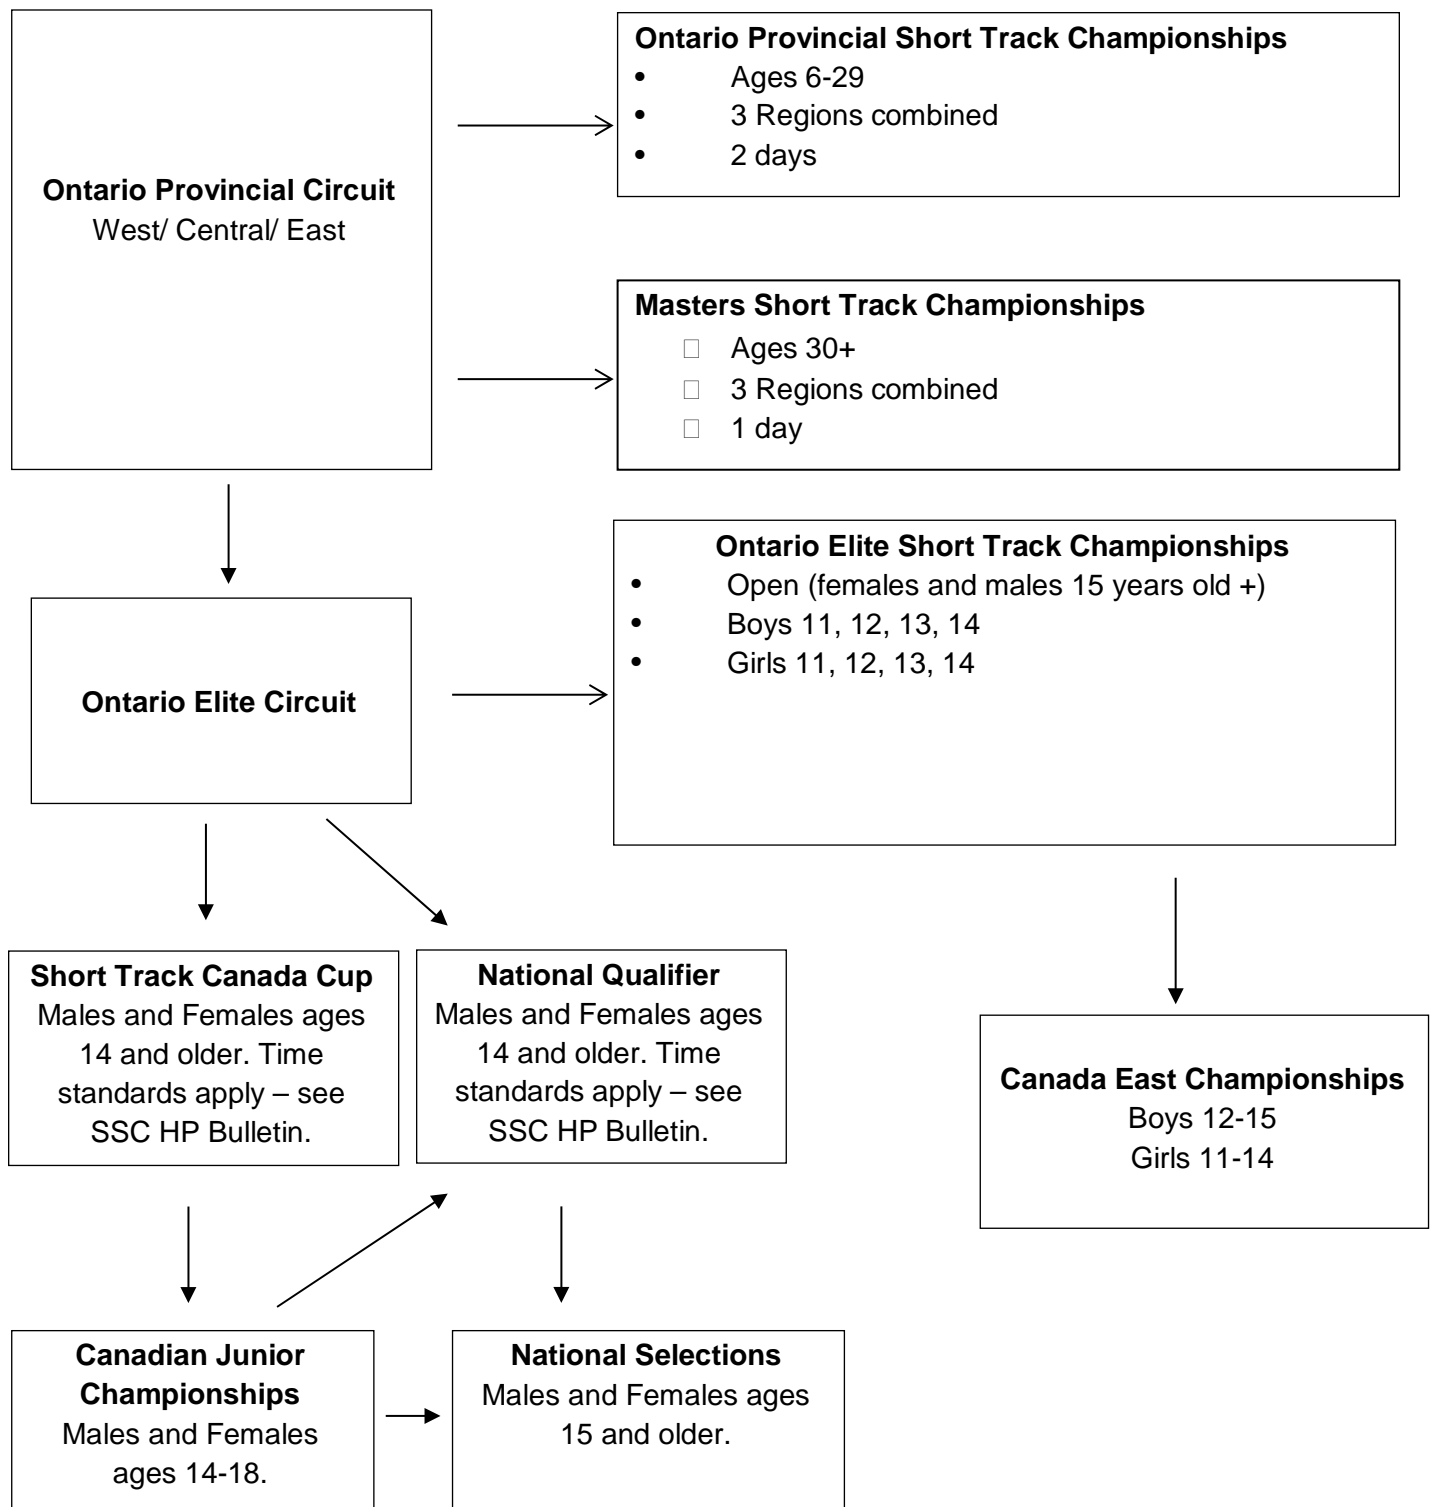 Ontario Provincial Circuit
West/ Central/ East
Ontario Provincial Short Track Championships
• Ages 6-29
• 3 Regions combined
• 2 days
Masters Short Track Championships
Ages 30+
3 Regions combined
1 day
Ontario Elite Circuit
Ontario Elite Short Track Championships
• Open (females and males 15 years old +)
• Boys 11, 12, 13, 14
• Girls 11, 12, 13, 14
Short Track Canada Cup
Males and Females ages
14 and older. Time
standards apply – see
SSC HP Bulletin.
National Qualifier
Males and Females ages
14 and older. Time
standards apply – see
SSC HP Bulletin.
Canada East Championships
Boys 12-15
Girls 11-14
Canadian Junior
Championships
Males and Females
ages 14-18.
National Selections
Males and Females ages
15 and older.